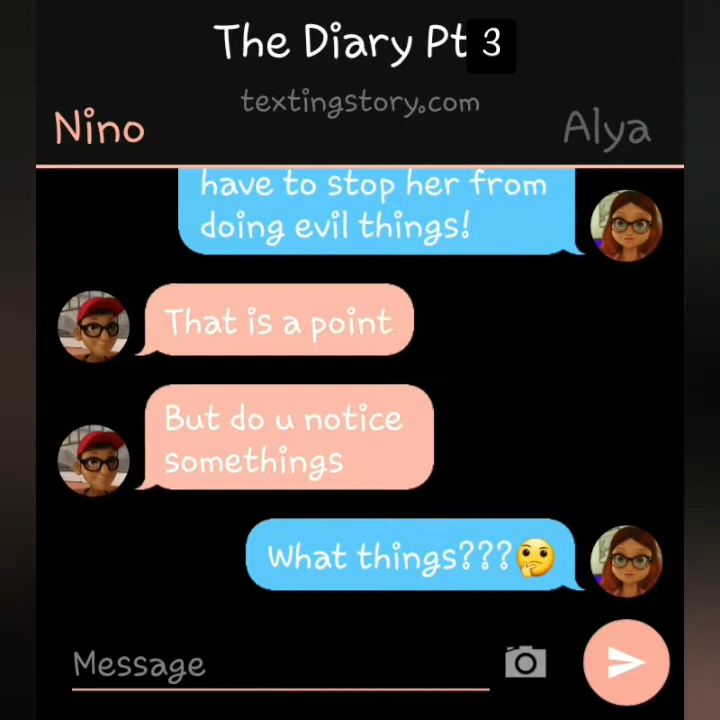 The Diary Pt 3
textingstory.com
Nino
Alya
have to stop her from
doing evil things!
That is a point
But do u notice
somethings
What things???🤔
Message